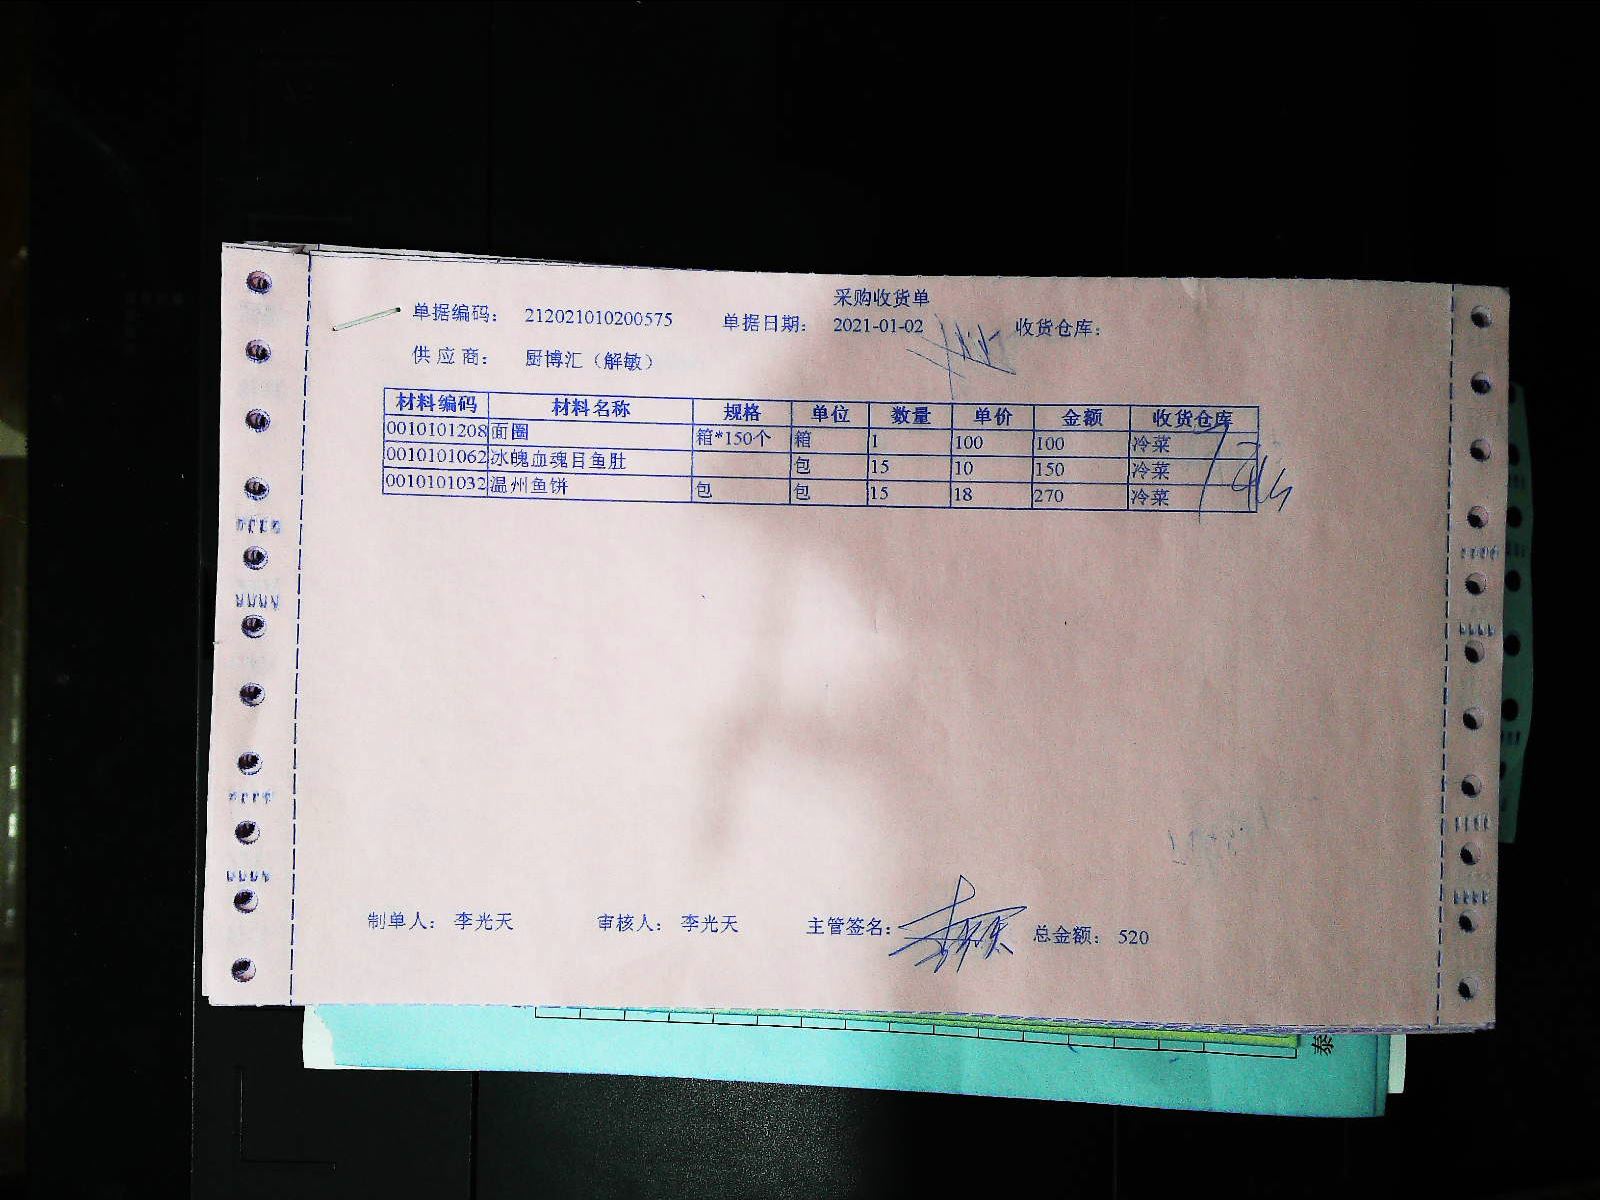 采购收货单
单据编码: 212021010200575 单据日期: 2021-01-02 收货仓库:
供应商: 厨博汇(解敏)
材料编码 材料名称 规格 单位 数量 单价 金额 收货仓库
0010101208 面圈 箱*150个 箱 1 100 100 冷菜
0010101062 冰魄血魂目鱼肚 包 15 10 150 冷菜
0010101032 温州鱼饼 包 包 15 18 270 冷菜
制单人: 李光天 审核人: 李光天 主管签名: 总金额: 520
泰